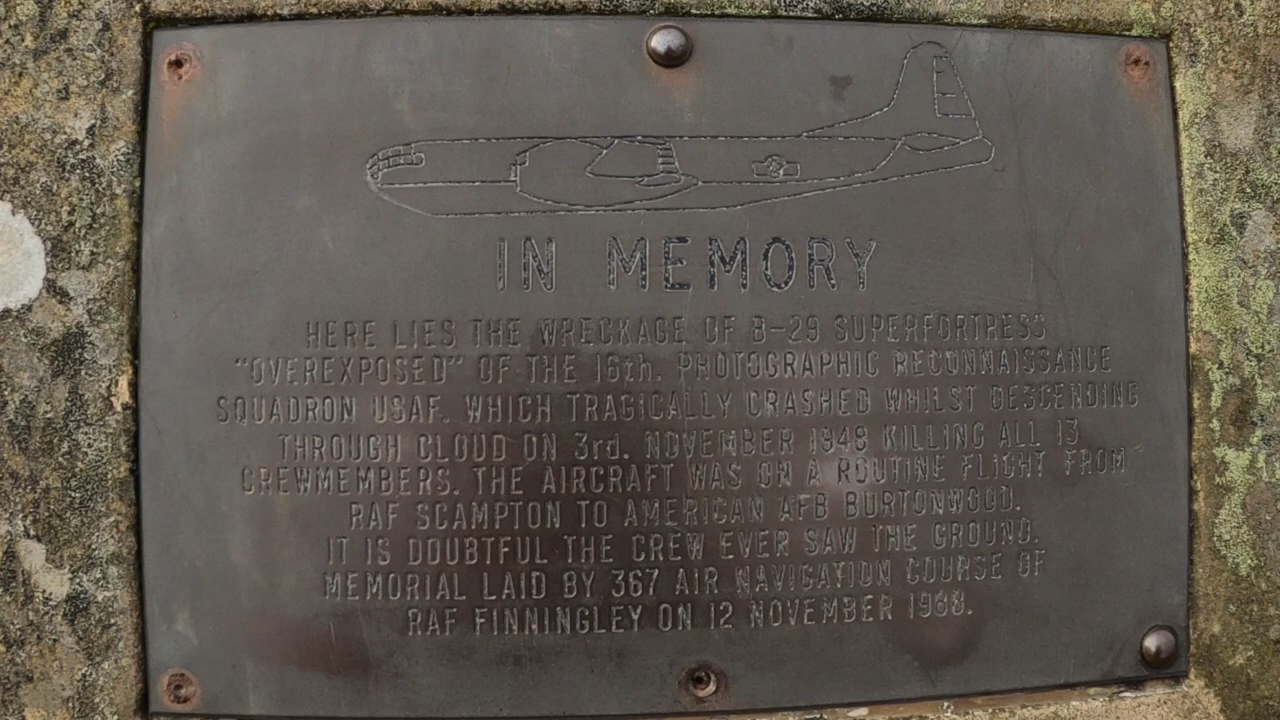 IN MEMORY
HERE LIES THE WRECKAGE OF B-29 SUPERFORTRESS
"OVEREXPOSED" OF THE 16th. PHOTOGRAPHIC RECONNAISSANCE
SQUADRON USAF. WHICH TRAGICALLY CRASHED WHILST DESCENDING
THROUGH CLOUD ON 3rd. NOVEMBER 1948 KILLING ALL 13
CREWMEMBERS. THE AIRCRAFT WAS ON A ROUTINE FLIGHT FROM
RAF SCAMPTON TO AMERICAN AFB BURTONWOOD.
IT IS DOUBTFUL THE CREW EVER SAW THE GROUND.
MEMORIAL LAID BY 367 AIR NAVIGATION COURSE OF
RAF FINNINGLEY ON 12 NOVEMBER 1988.